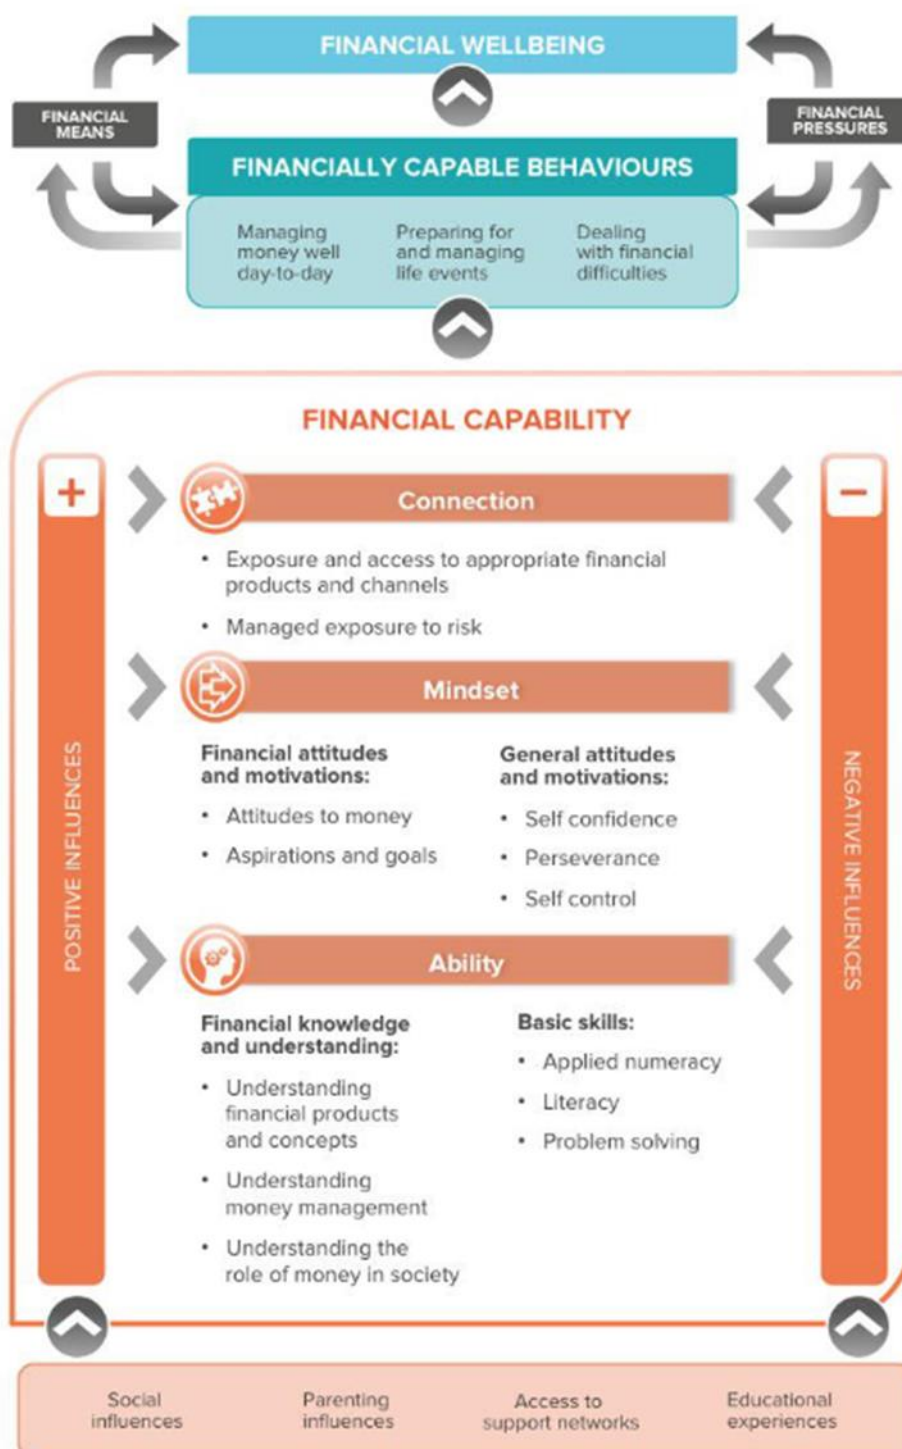 FINANCIAL WELLBEING
FINANCIAL
MEANS
FINANCIAL
PRESSURES
FINANCIALLY CAPABLE BEHAVIOURS
Managing
money well
day-to-day
Preparing for
and managing
life events
Dealing
with financial
difficulties
FINANCIAL CAPABILITY
+
−
POSITIVE INFLUENCES
NEGATIVE INFLUENCES
Connection
• Exposure and access to appropriate financial
products and channels
• Managed exposure to risk
Mindset
Financial attitudes
and motivations:
• Attitudes to money
• Aspirations and goals
General attitudes
and motivations:
• Self confidence
• Perseverance
• Self control
Ability
Financial knowledge
and understanding:
• Understanding
financial products
and concepts
• Understanding
money management
• Understanding the
role of money in society
Basic skills:
• Applied numeracy
• Literacy
• Problem solving
Social
influences
Parenting
influences
Access to
support networks
Educational
experiences